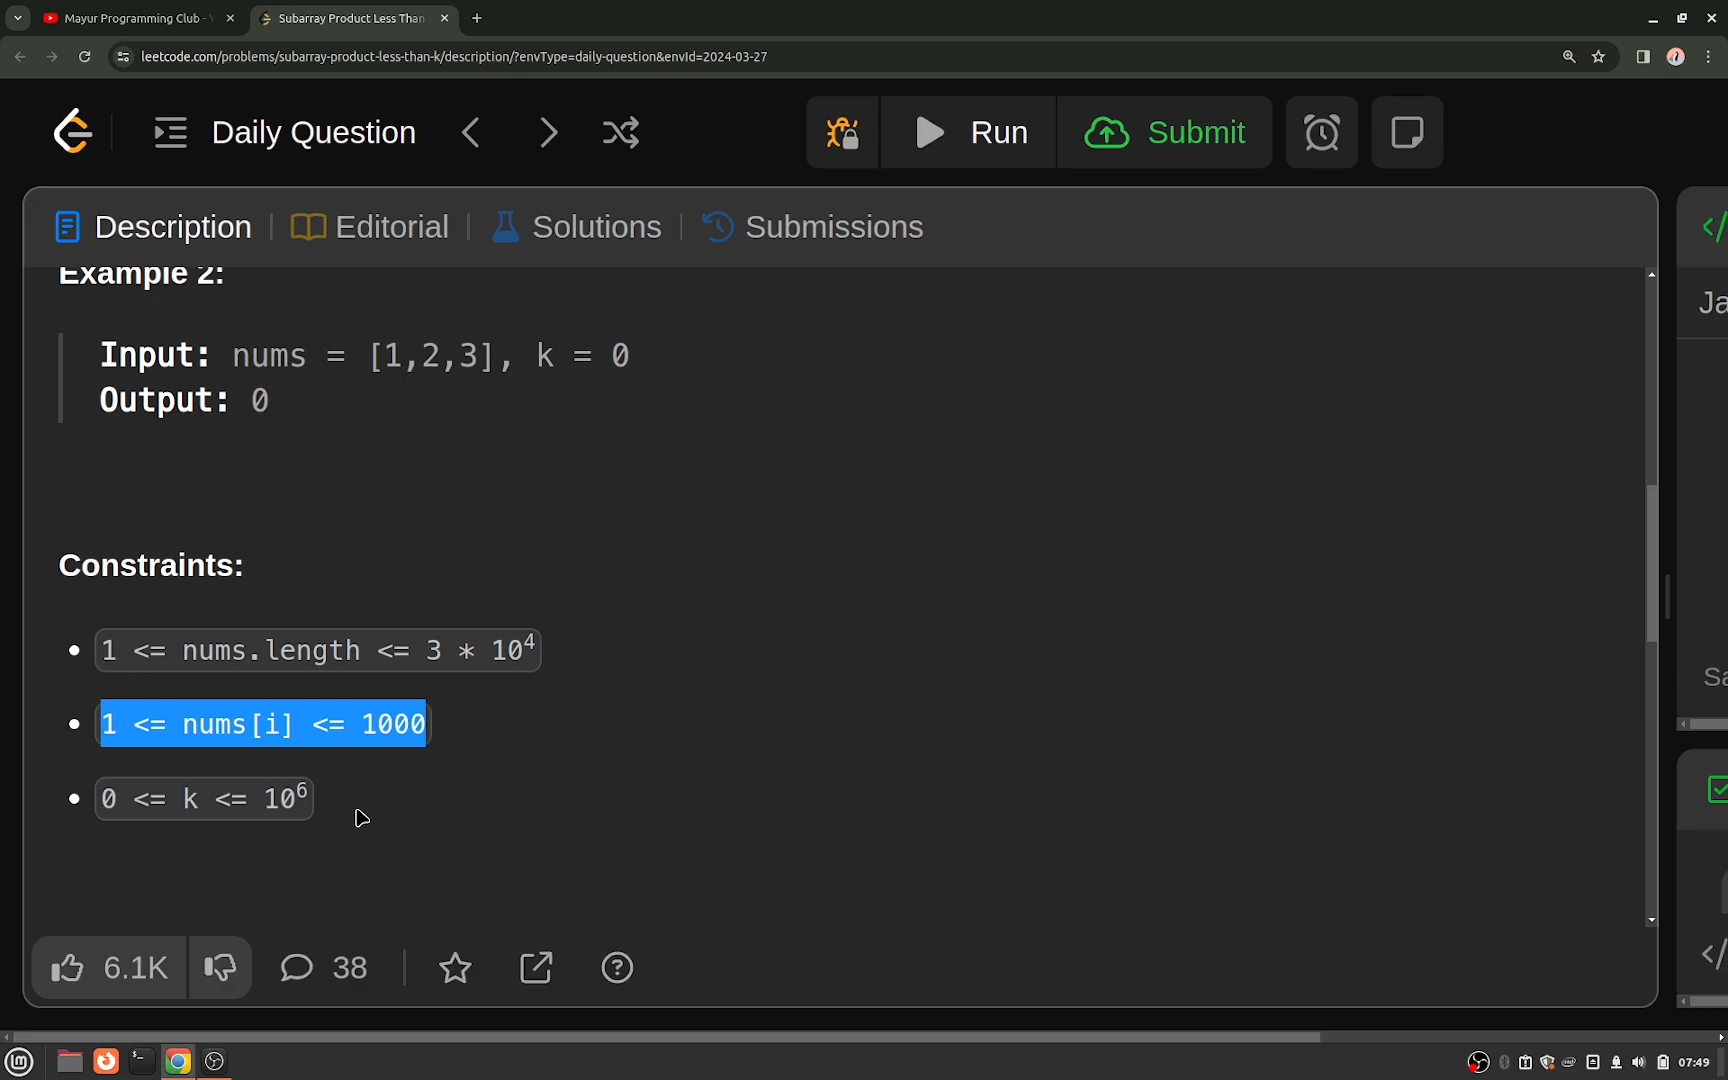 Mayur Programming Club -
Subarray Product Less Than
leetcode.com/problems/subarray-product-less-than-k/description/?envType=daily-question&envId=2024-03-27
Daily Question
Run
Submit
Description
Editorial
Solutions
Submissions
Example 2:
Input: nums = [1,2,3], k = 0
Output: 0
Constraints:
• 1 <= nums.length <= 3 * 10⁴
• 1 <= nums[i] <= 1000
• 0 <= k <= 10⁶
6.1K
38
07:49